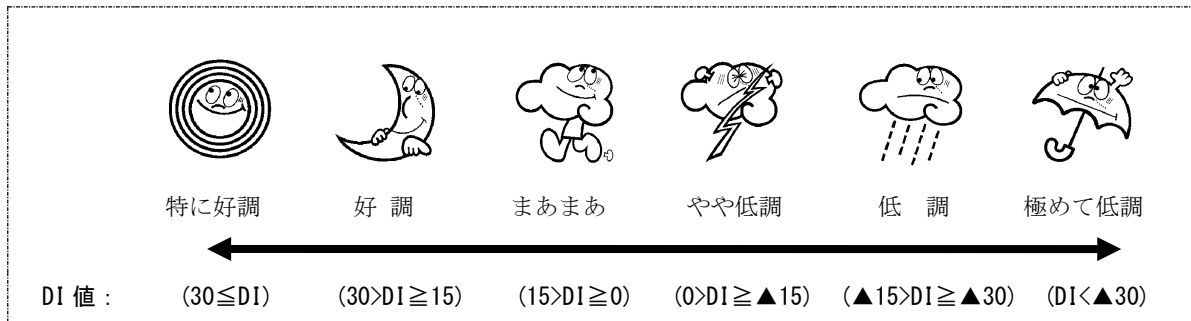 特に好調 好 調 まあまあ やや低調 低　調 極めて低調
DI 値： (30≦DI) (30>DI≧15) (15>DI≧0) (0>DI≧▲15) (▲15>DI≧▲30) (DI<▲30)